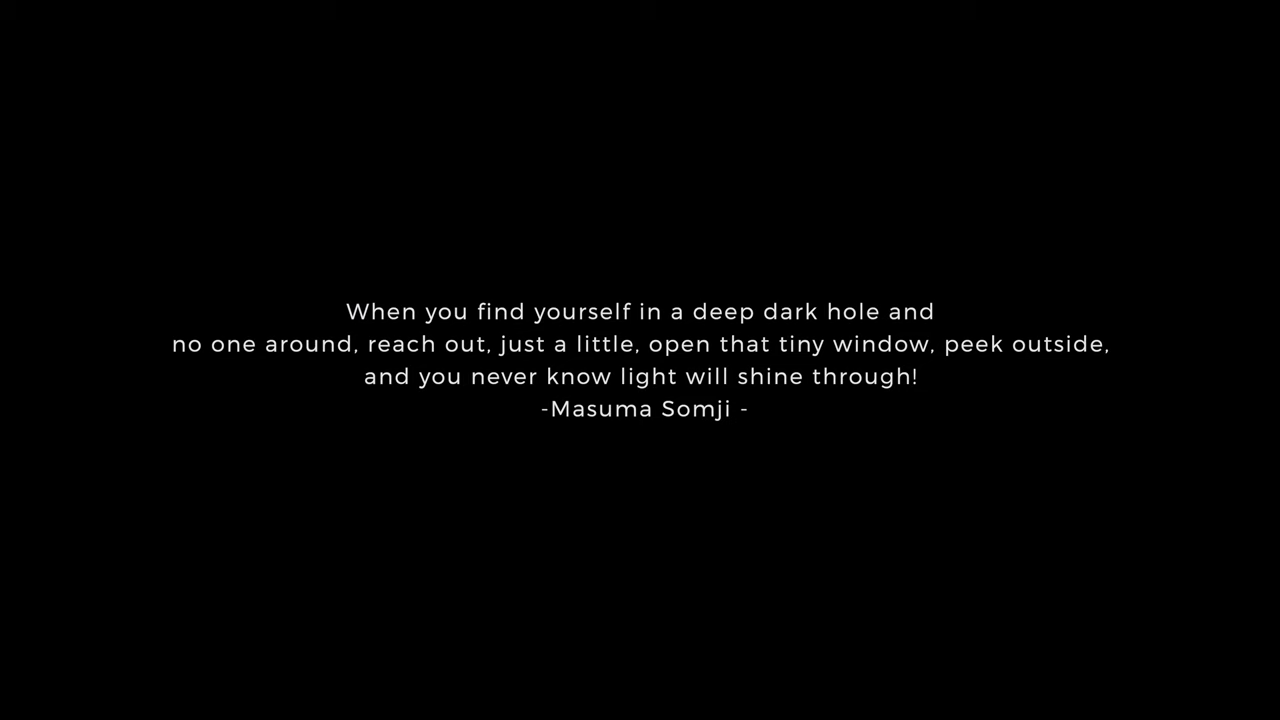 When you find yourself in a deep dark hole and
no one around, reach out, just a little, open that tiny window, peek outside,
and you never know light will shine through!
-Masuma Somji -